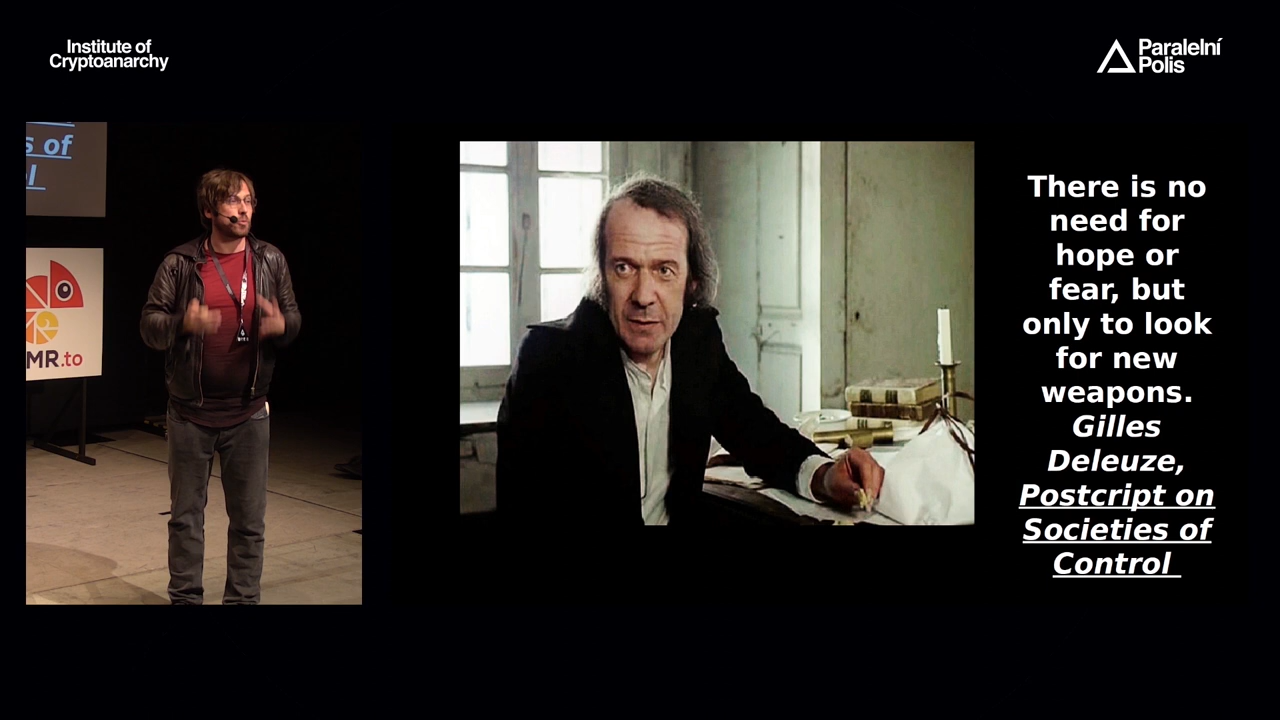 Institute of
Cryptoanarchy
Paralelní
Polis
s of
l
MR.to
There is no
need for
hope or
fear, but
only to look
for new
weapons.
Gilles
Deleuze,
Postcript on
Societies of
Control